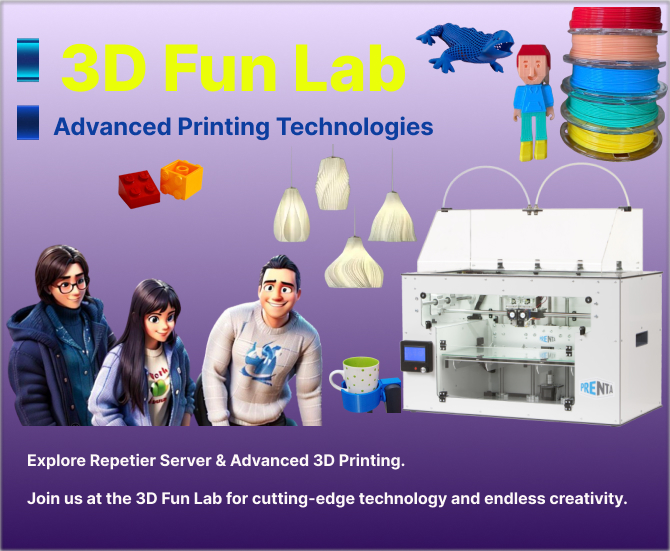 3D Fun Lab
Advanced Printing Technologies
PRENTA
Explore Repetier Server & Advanced 3D Printing.
Join us at the 3D Fun Lab for cutting-edge technology and endless creativity.